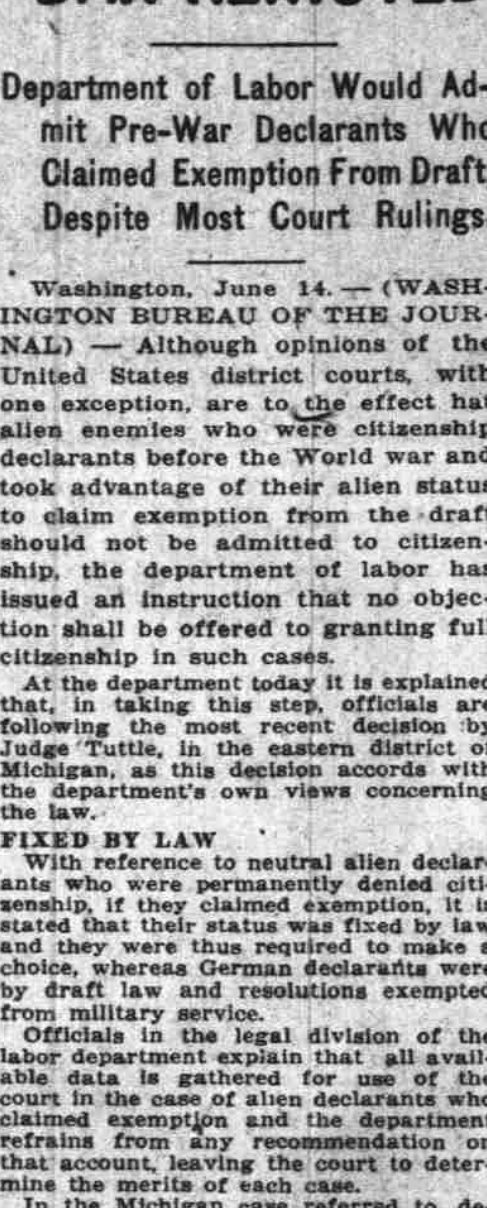 Department of Labor Would Ad-
mit Pre-War Declarants Who
Claimed Exemption From Draft
Despite Most Court Rulings
Washington, June 14. — (WASH-
INGTON BUREAU OF THE JOUR-
NAL) — Although opinions of the
United States district courts, with
one exception, are to the effect hat
alien enemies who were citizenship
declarants before the World war and
took advantage of their alien status
to claim exemption from the draft
should not be admitted to citizen-
ship, the department of labor has
issued an instruction that no objec-
tion shall be offered to granting full
citizenship in such cases.
At the department today it is explained
that, in taking this step, officials are
following the most recent decision by
Judge Tuttle, in the eastern district of
Michigan, as this decision accords with
the department's own views concerning
the law.
FIXED BY LAW
With reference to neutral alien declar-
ants who were permanently denied citi-
zenship, if they claimed exemption, it is
stated that their status was fixed by law
and they were thus required to make a
choice, whereas German declarants were
by draft law and resolutions exempted
from military service.
Officials in the legal division of the
labor department explain that all avail-
able data is gathered for use of the
court in the case of alien declarants who
claimed exemption and the department
refrains from any recommendation on
that account, leaving the court to deter-
mine the merits of each case.
In the Michigan case referred to de-